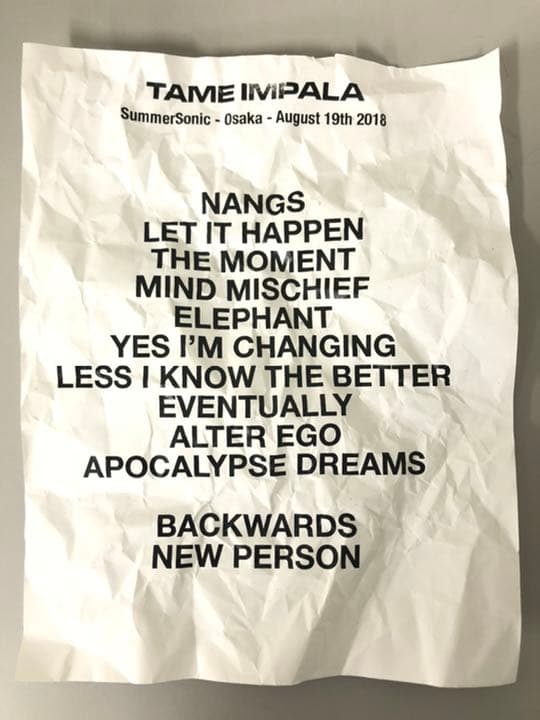 TAME IMPALA
SummerSonic - Osaka - August 19th 2018
NANGS
LET IT HAPPEN
THE MOMENT
MIND MISCHIEF
ELEPHANT
YES I'M CHANGING
LESS I KNOW THE BETTER
EVENTUALLY
ALTER EGO
APOCALYPSE DREAMS
BACKWARDS
NEW PERSON